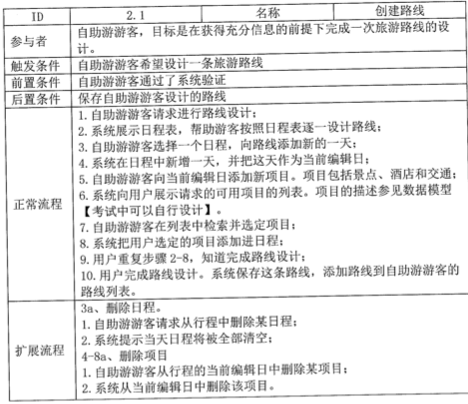 ID 2.1 名称 创建路线
参与者 自助游游客，目标是在获得充分信息的前提下完成一次旅游路线的设
计。
触发条件 自助游游客希望设计一条旅游路线
前置条件 自助游游客通过了系统验证
后置条件 保存自助游游客设计的路线
正常流程
1.自助游游客请求进行路线设计；
2.系统展示日程表，帮助游客按照日程表逐一设计路线；
3.自助游游客选择一个日程，向路线添加新的一天；
4.系统在日程中新增一天，并把这天作为当前编辑日；
5.自助游游客向当前编辑日添加新项目。项目包括景点、酒店和交通；
6.系统向用户展示请求的可用项目的列表。项目的描述参见数据模型
【考试中可以自行设计】。
7.自助游游客在列表中检索并选定项目；
8.系统把用户选定的项目添加进日程；
9.用户重复步骤2-8，知道完成路线设计；
10.用户完成路线设计。系统保存这条路线，添加路线到自助游游客的
路线列表。
扩展流程
3a、删除日程。
1.自助游游客请求从行程中删除某日程；
2.系统提示当天日程将被全部清空；
4-8a、删除项目
1.自助游游客从行程的当前编辑日中删除某项目；
2.系统从当前编辑日中删除该项目。